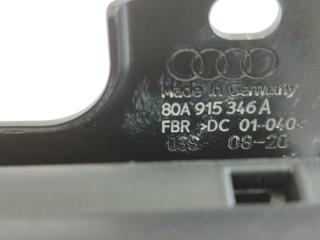 Made in Germany
80A 915 346 A
FBR >DC 01-040<
03S 08-20